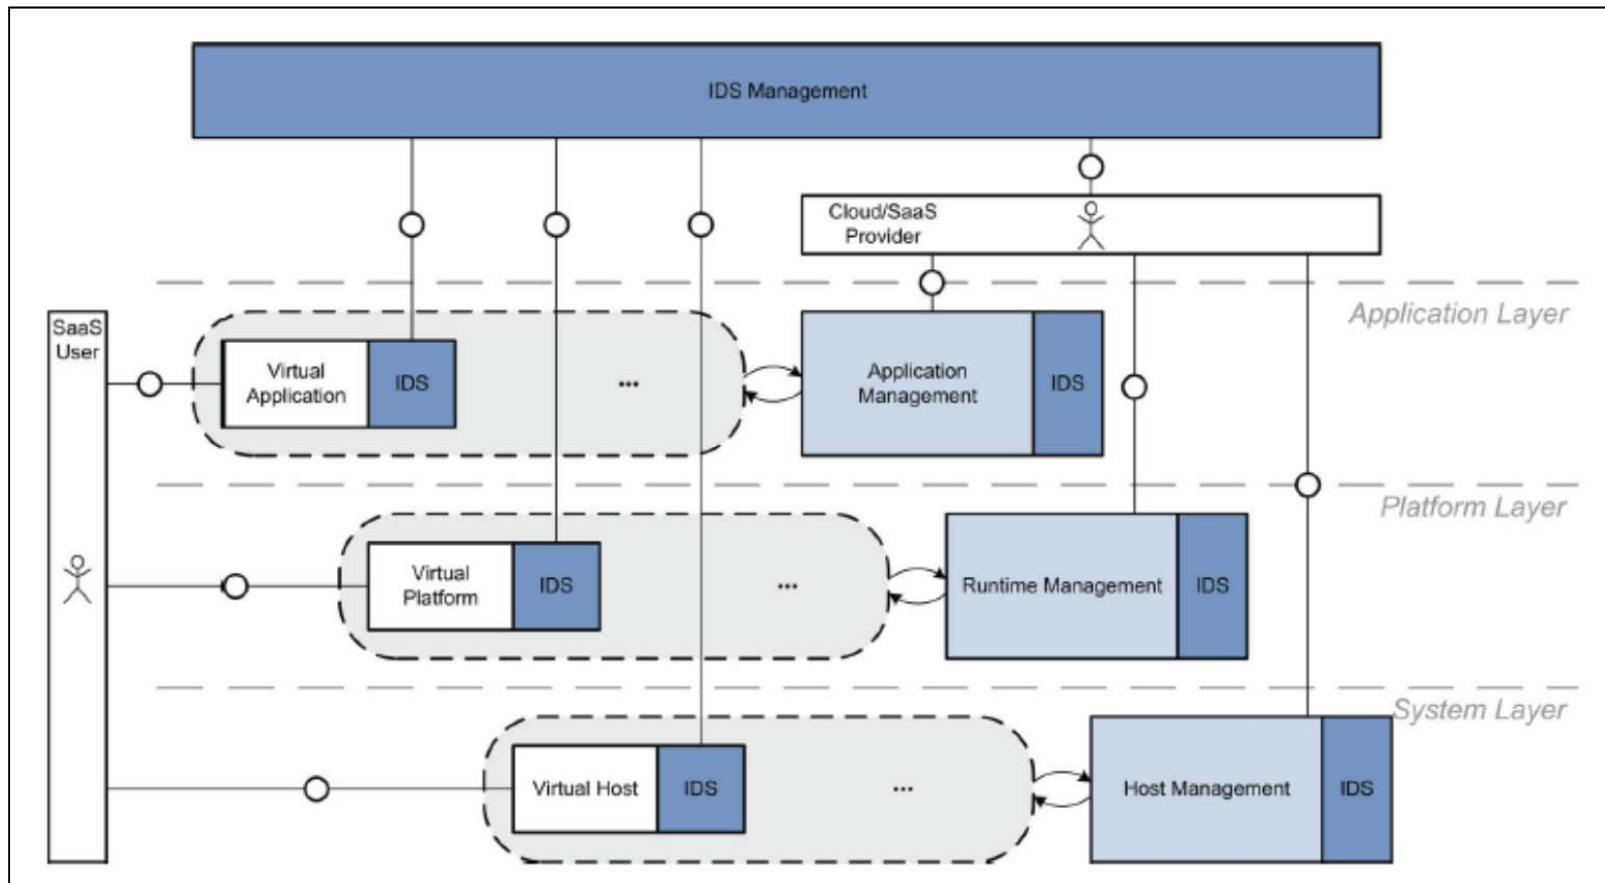 IDS Management
Cloud/SaaS
Provider
Application Layer
SaaS
User
Virtual
Application
IDS
...
Application
Management
IDS
Platform Layer
Virtual
Platform
IDS
...
Runtime Management
IDS
System Layer
Virtual Host
IDS
...
Host Management
IDS